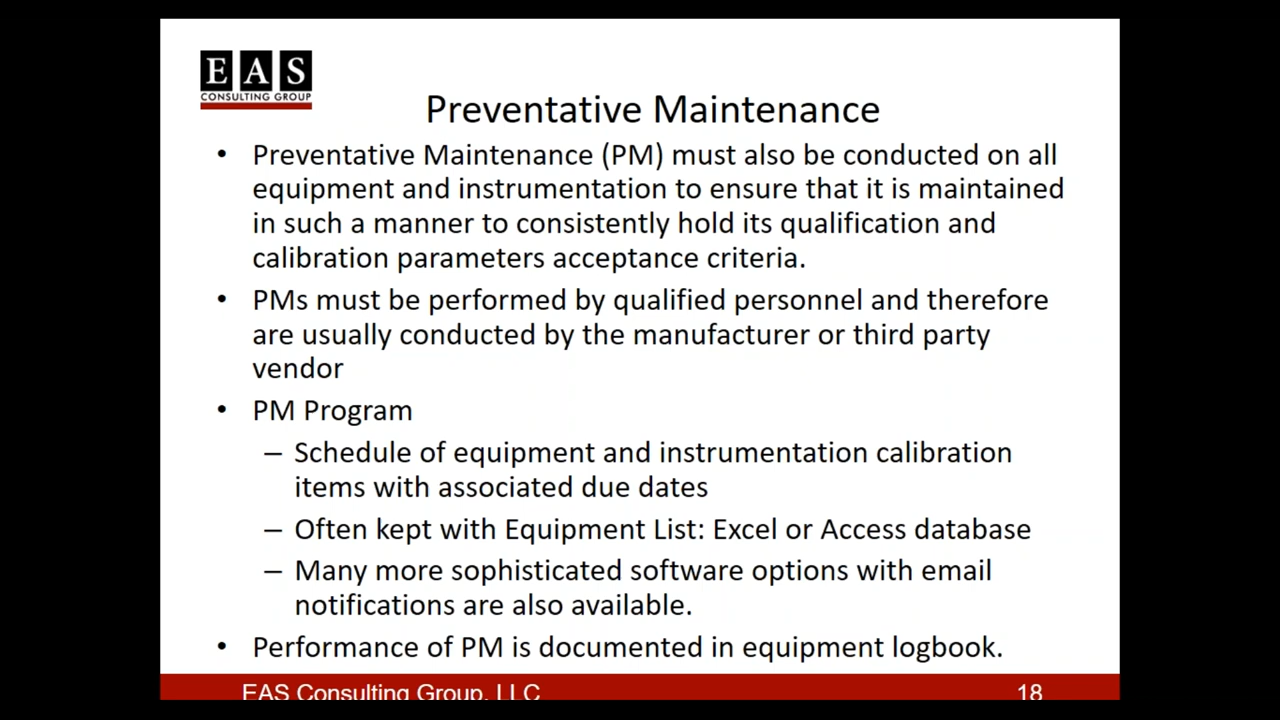 EAS
CONSULTING GROUP
Preventative Maintenance
• Preventative Maintenance (PM) must also be conducted on all
equipment and instrumentation to ensure that it is maintained
in such a manner to consistently hold its qualification and
calibration parameters acceptance criteria.
• PMs must be performed by qualified personnel and therefore
are usually conducted by the manufacturer or third party
vendor
• PM Program
– Schedule of equipment and instrumentation calibration
items with associated due dates
– Often kept with Equipment List: Excel or Access database
– Many more sophisticated software options with email
notifications are also available.
• Performance of PM is documented in equipment logbook.
EAS Consulting Group, LLC 18